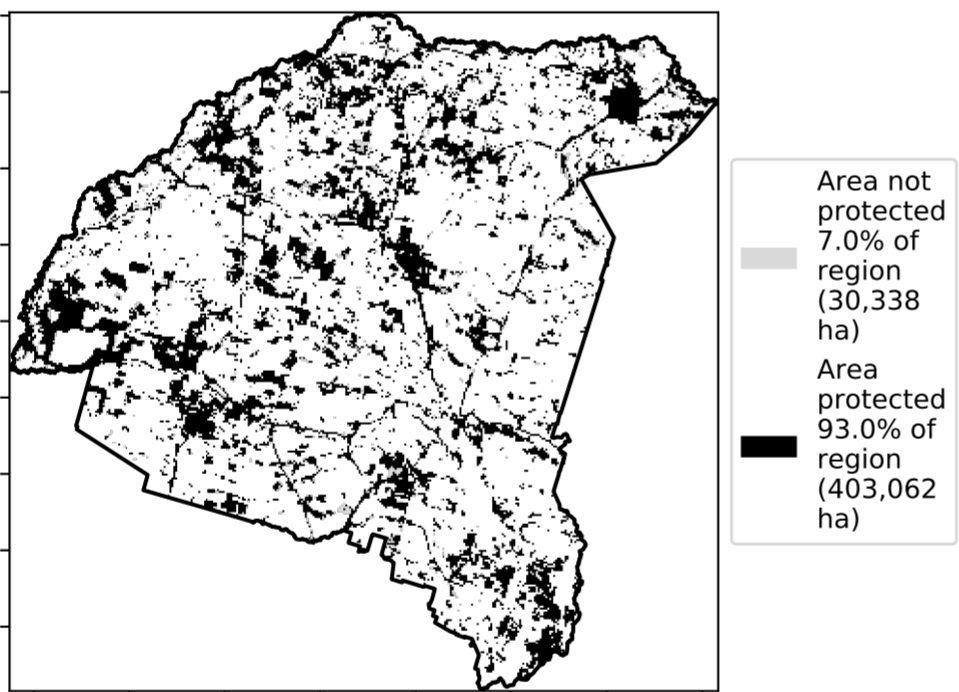 Area not
protected
7.0% of
region
(30,338
ha)
Area
protected
93.0% of
region
(403,062
ha)